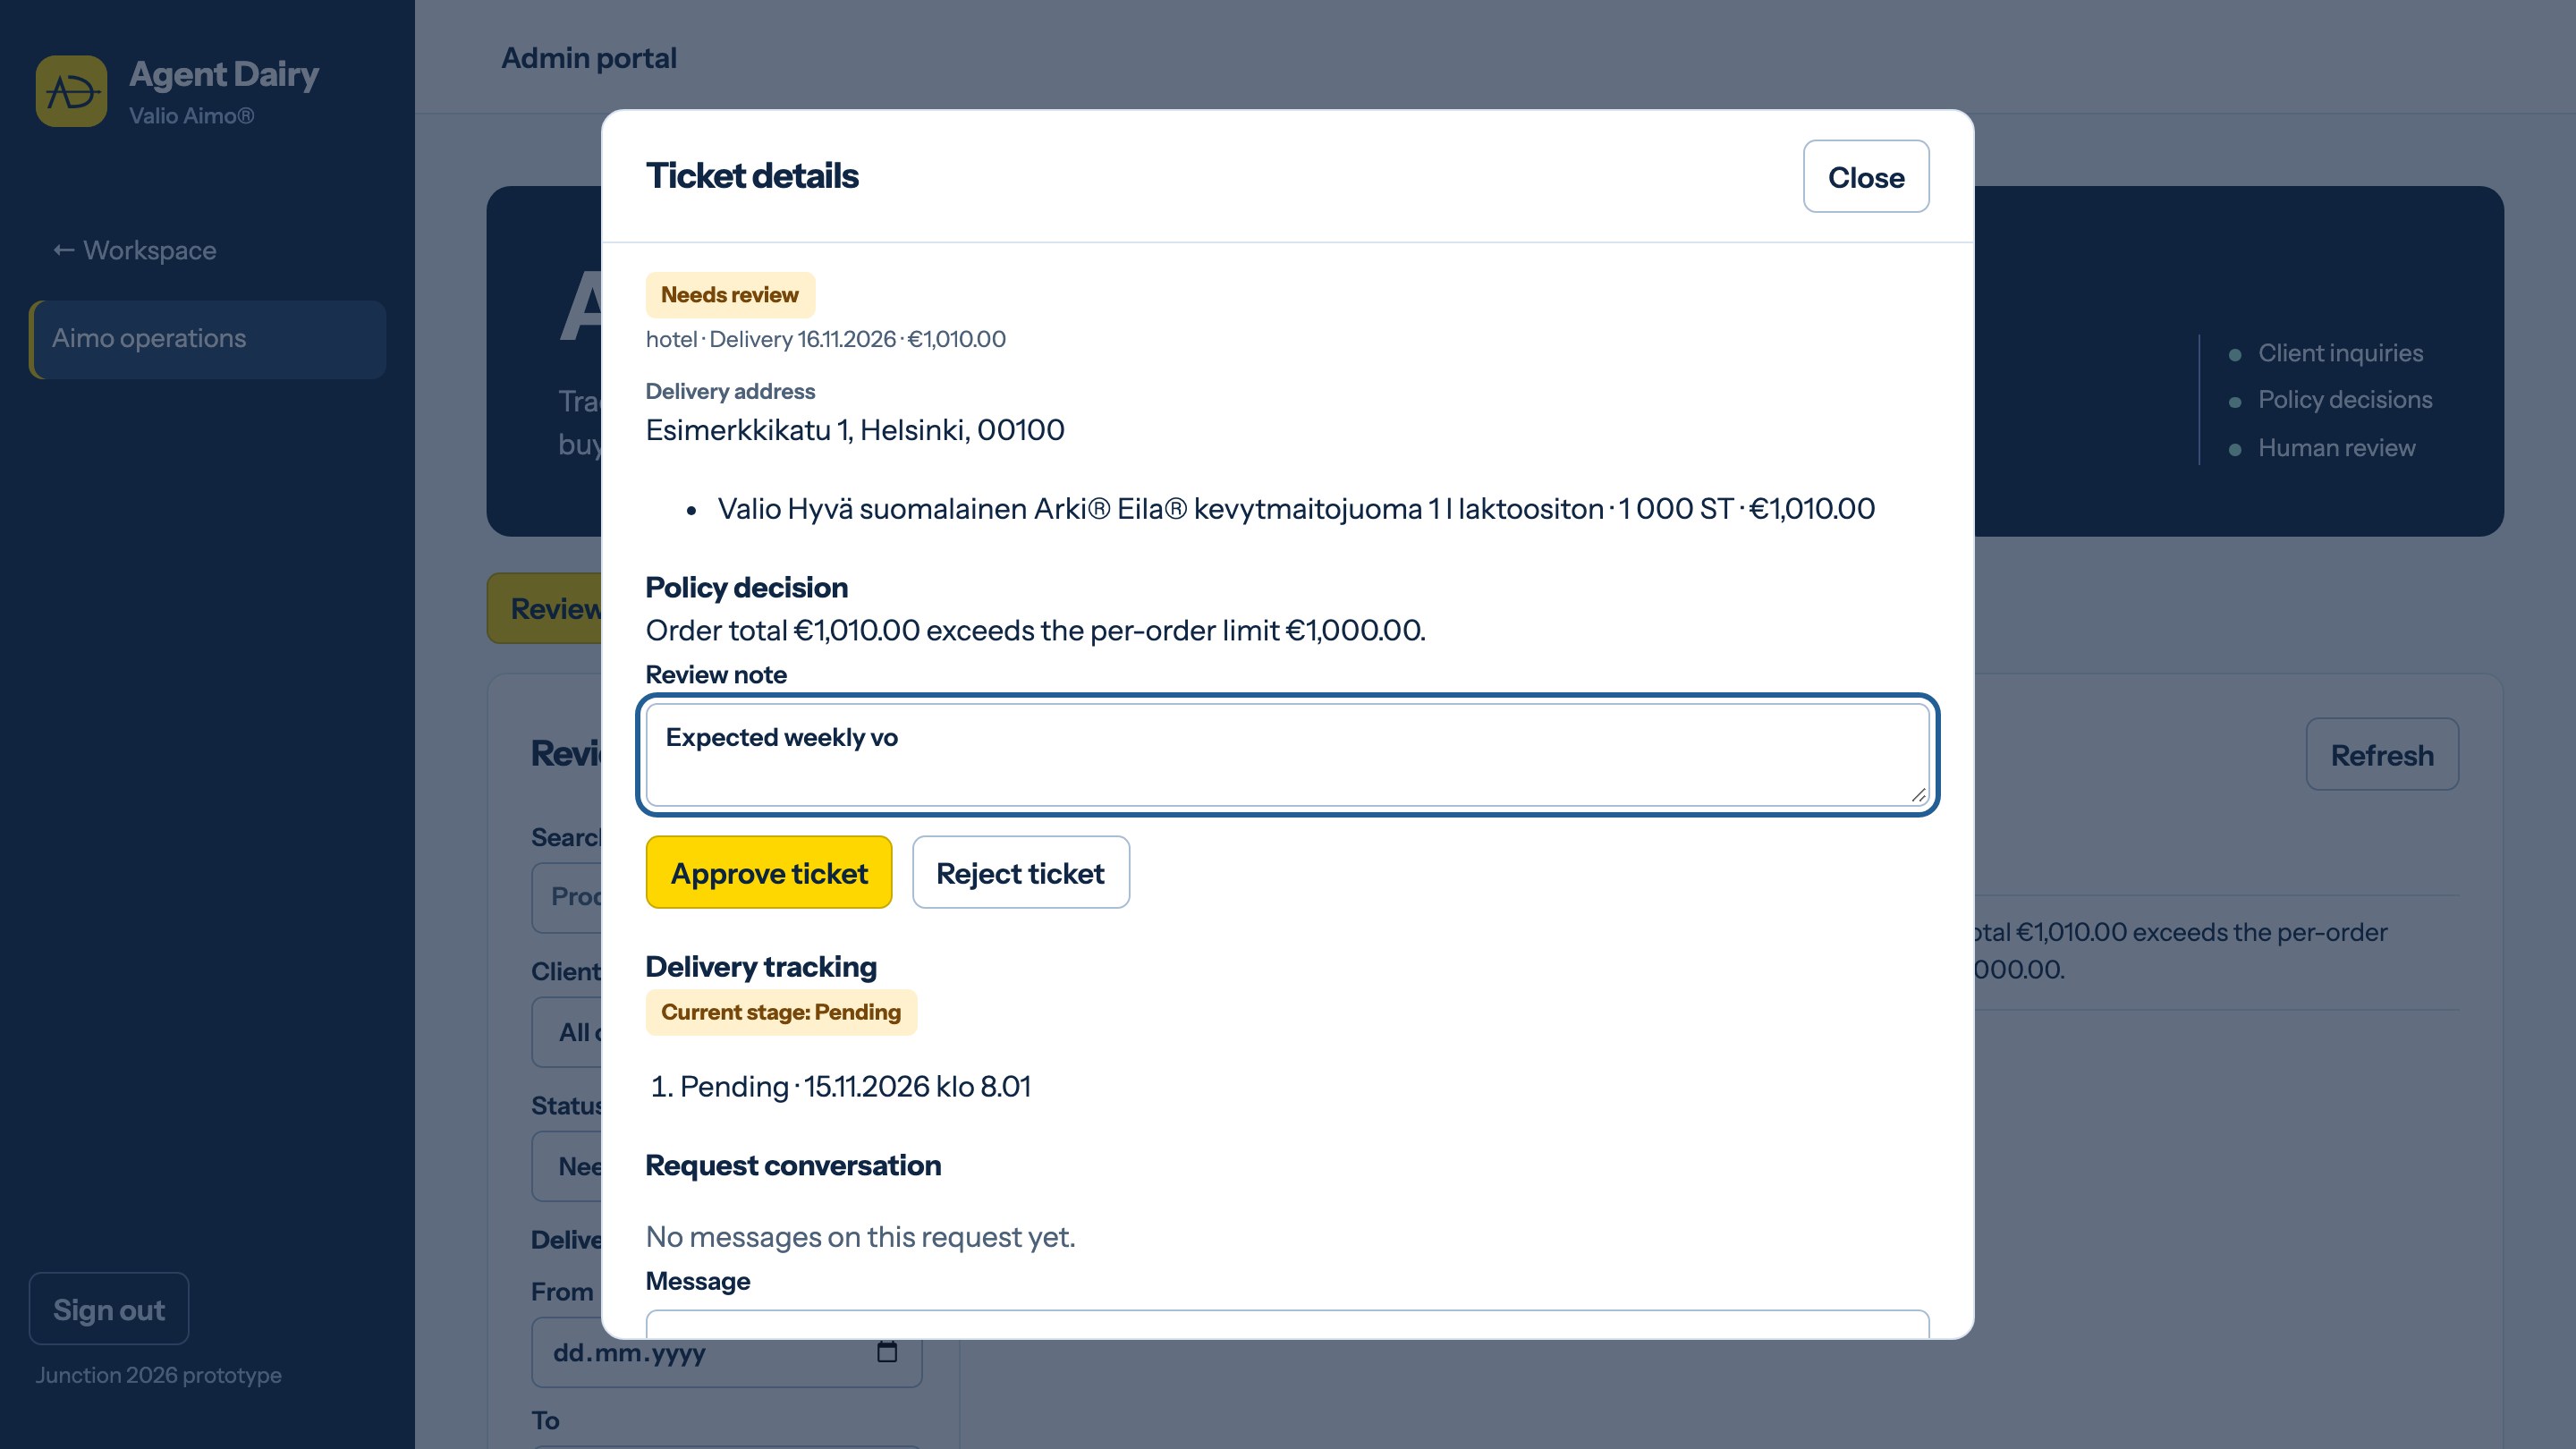 Agent Dairy
Valio Aimo®
← Workspace
Aimo operations
Sign out
Junction 2026 prototype
Admin portal
Client inquiries
Policy decisions
Human review
Review
Refresh
Ticket details
Close
Needs review
hotel · Delivery 16.11.2026 · €1,010.00
Delivery address
Esimerkkikatu 1, Helsinki, 00100
• Valio Hyvä suomalainen Arki® Eila® kevytmaitojuoma 1 l laktoositon · 1 000 ST · €1,010.00
Policy decision
Order total €1,010.00 exceeds the per-order limit €1,000.00.
Review note
Expected weekly vo
Approve ticket
Reject ticket
Delivery tracking
Current stage: Pending
1. Pending · 15.11.2026 klo 8.01
Request conversation
No messages on this request yet.
Message
Client
Status
From
dd.mm.yyyy
To
€1,010.00 exceeds the per-order
000.00.